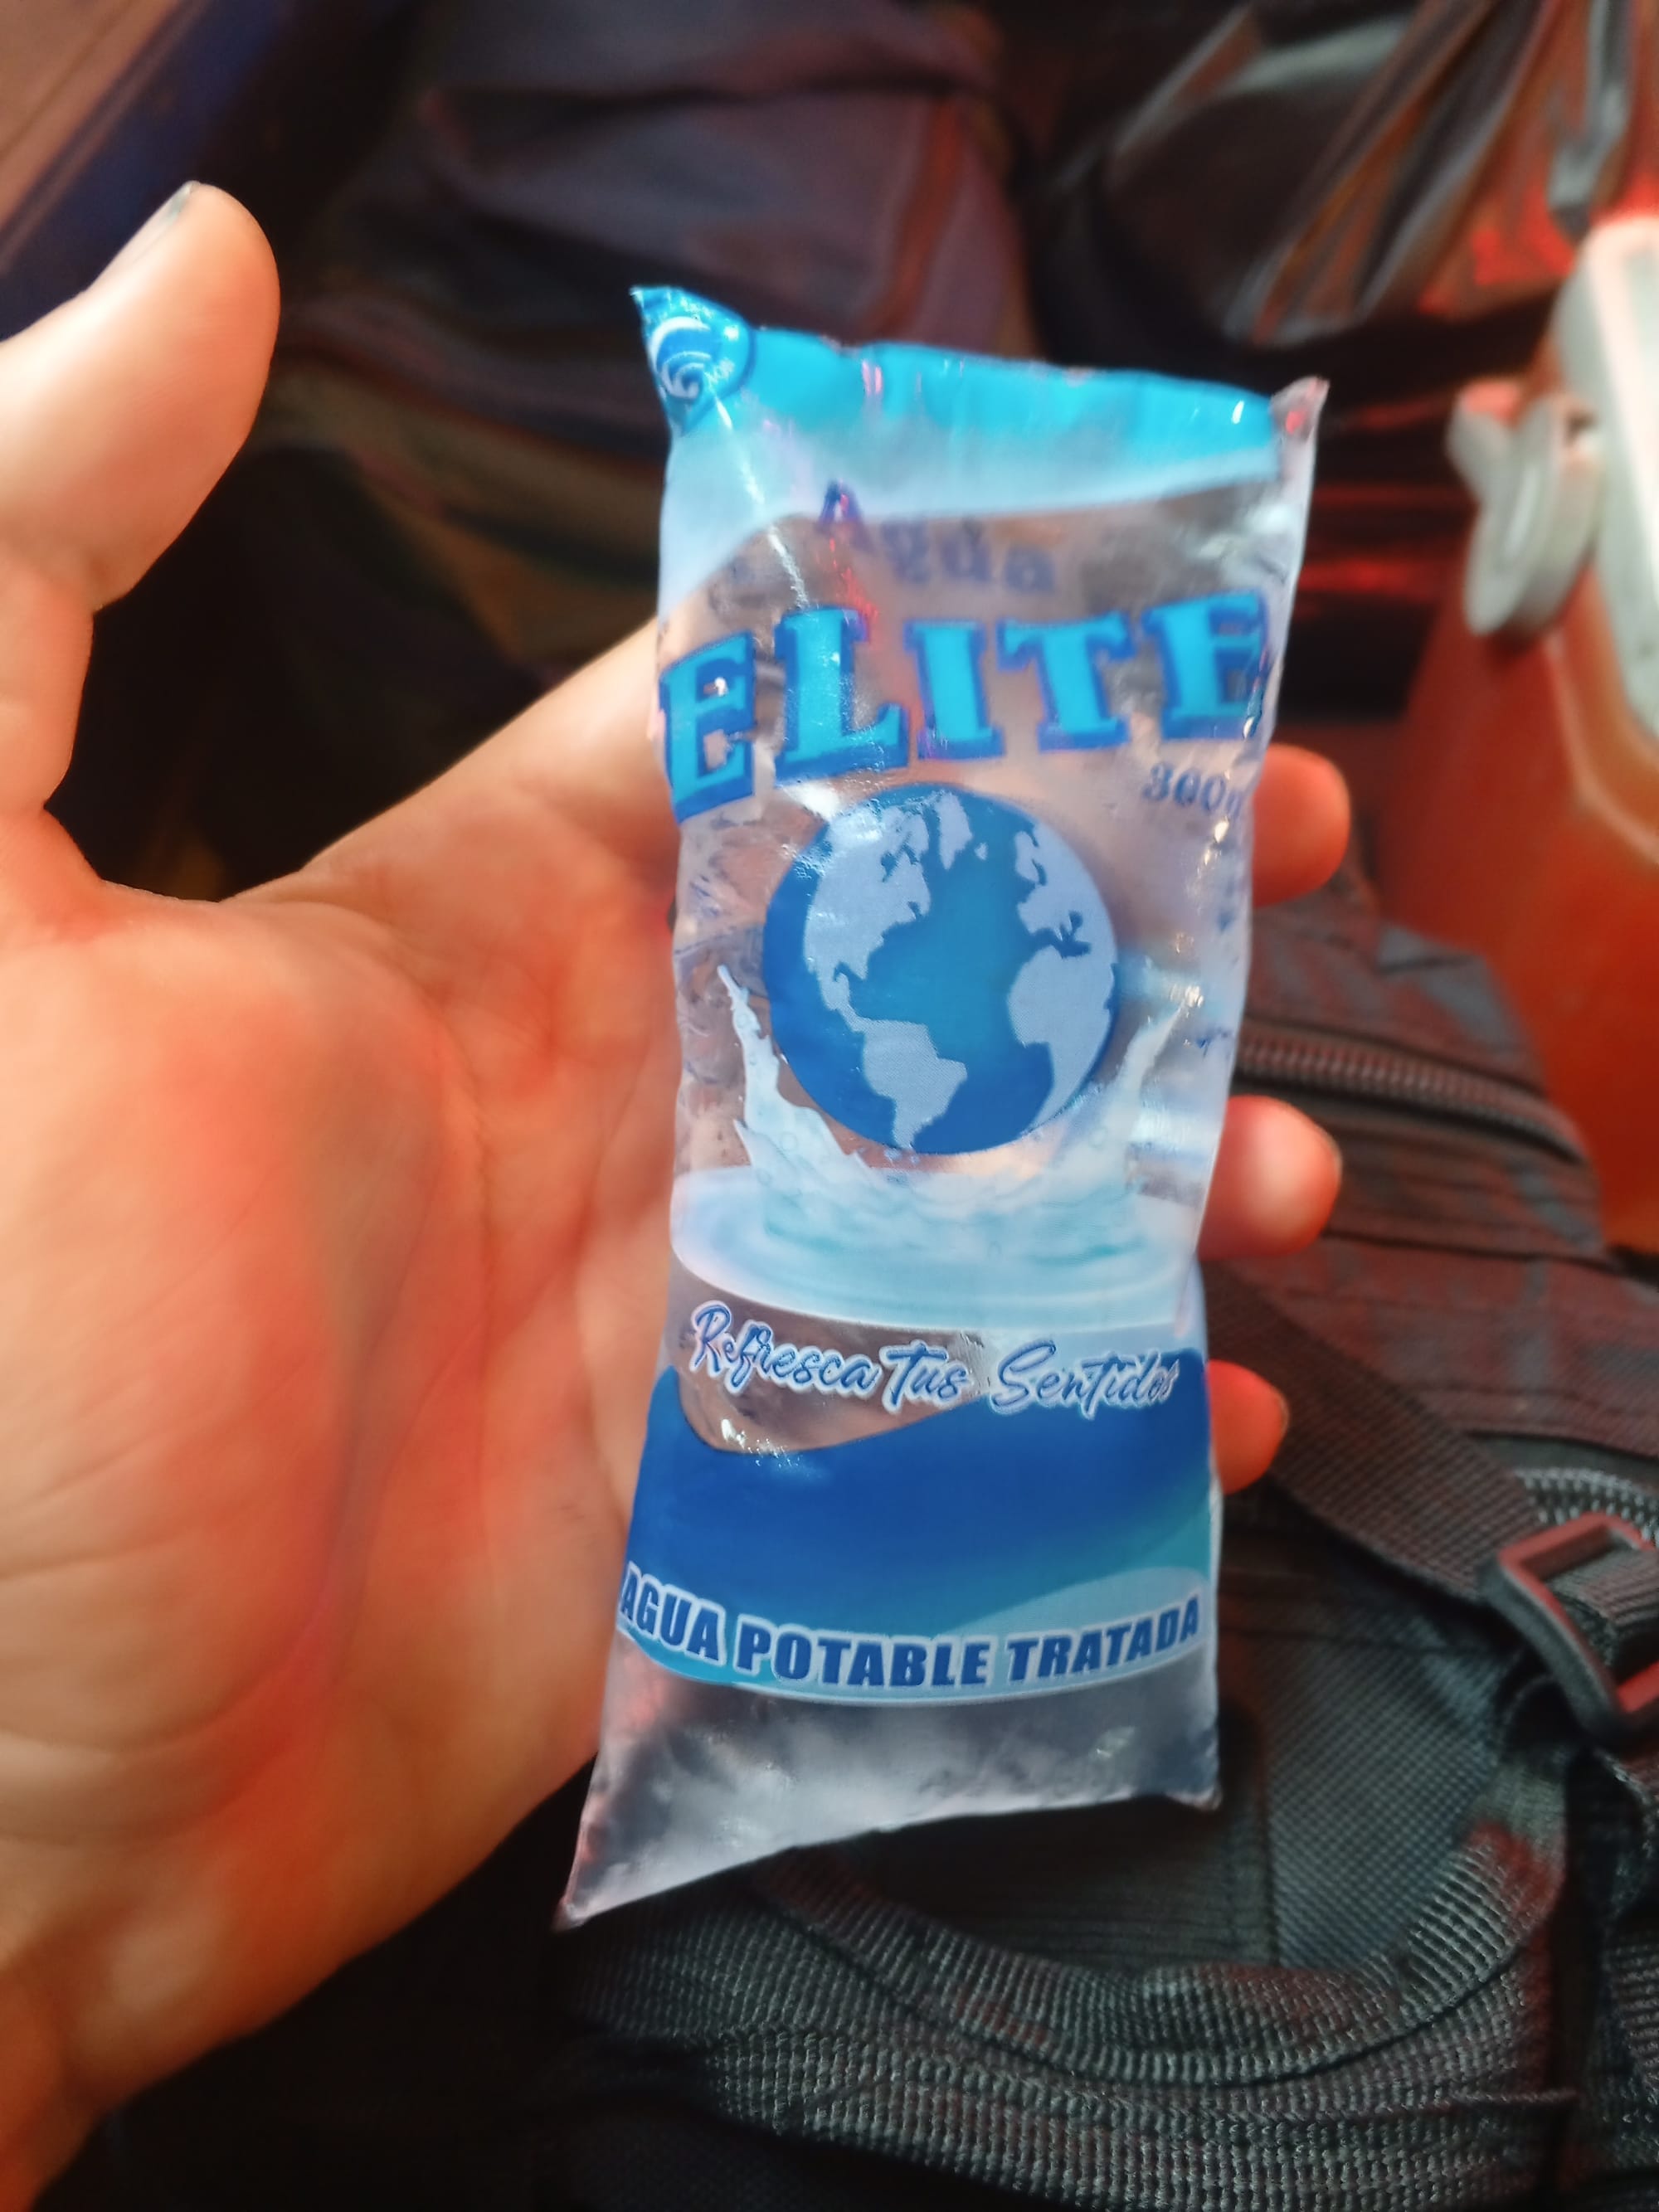 Agua
ELITE
Refresca Tus Sentidos
AGUA POTABLE TRATADA